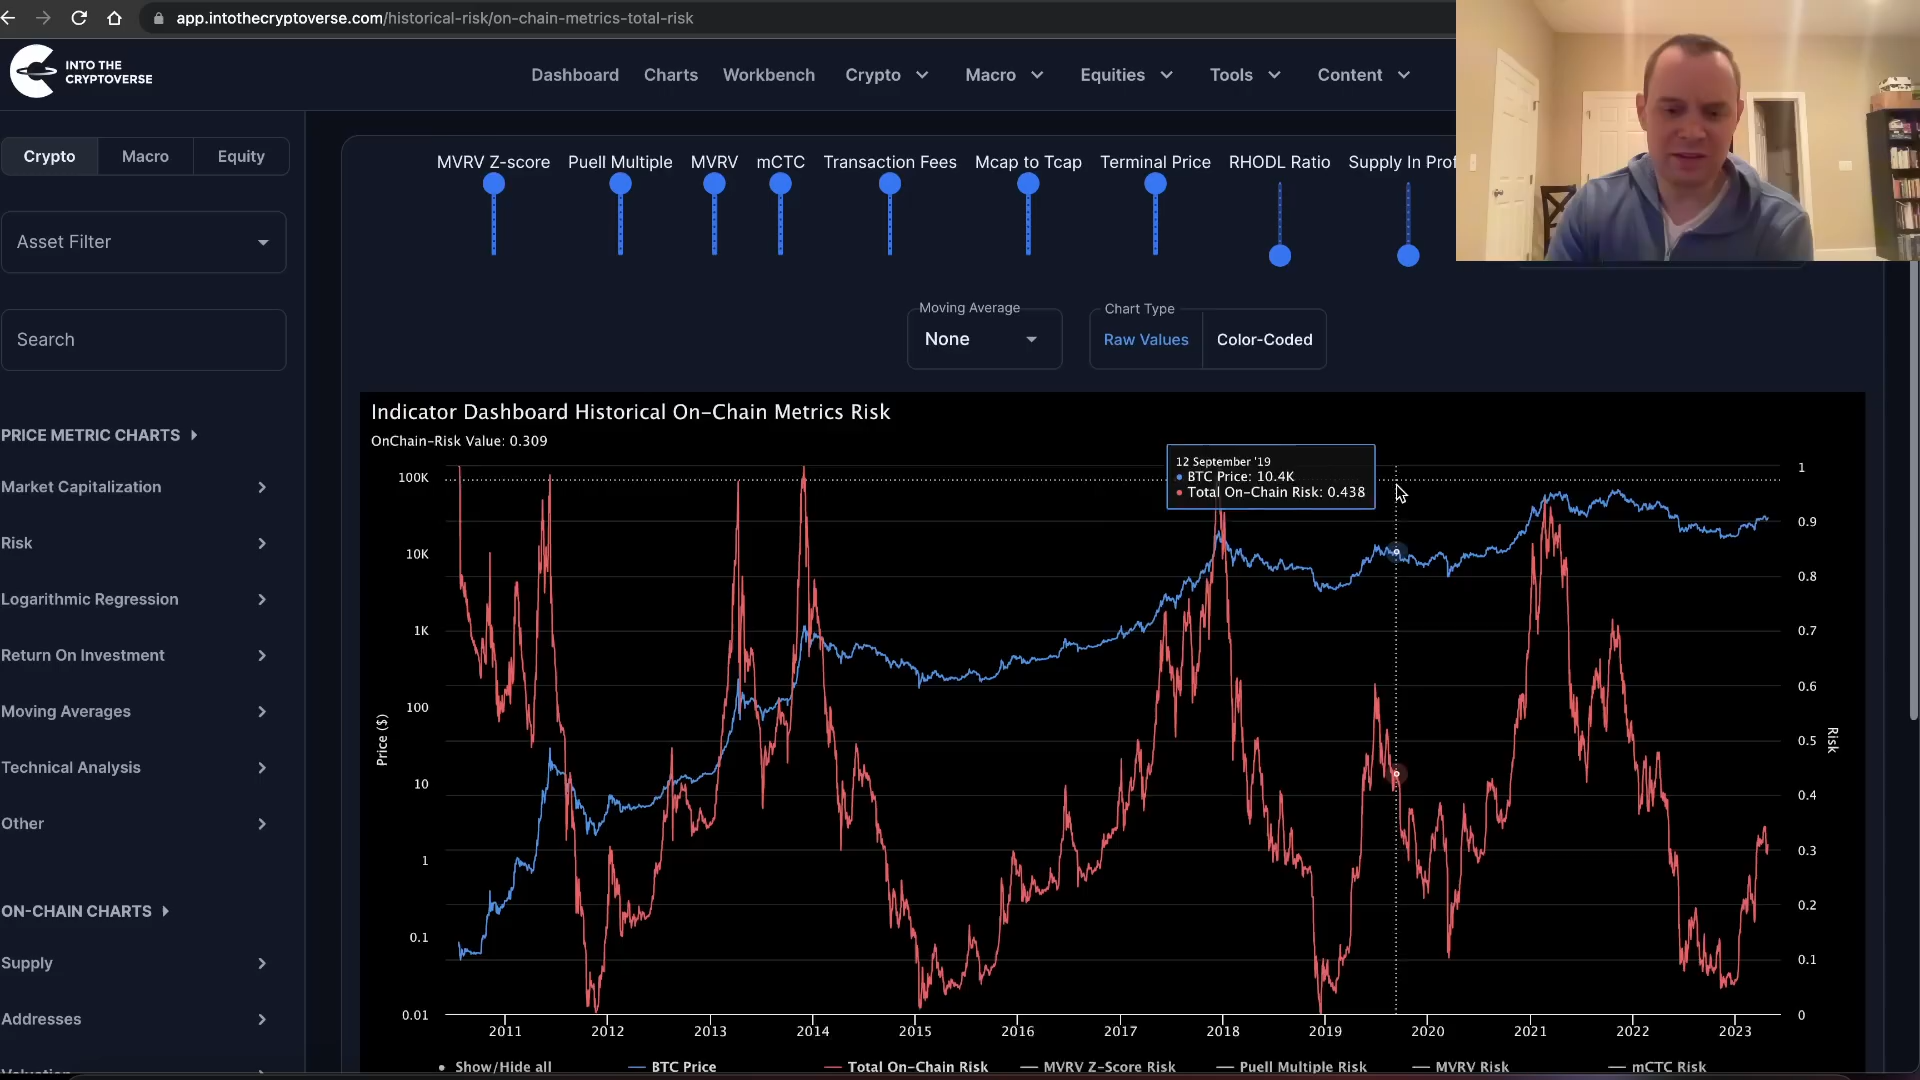 app.intothecryptoverse.com/historical-risk/on-chain-metrics-total-risk
INTO THE
CRYPTOVERSE
Dashboard Charts Workbench Crypto Macro Equities Tools Content
Crypto Macro Equity
MVRV Z-score Puell Multiple MVRV mCTC Transaction Fees Mcap to Tcap Terminal Price RHODL Ratio Supply In Prof
Asset Filter
Search
Moving Average
None
Chart Type
Raw Values Color-Coded
PRICE METRIC CHARTS
Market Capitalization
Risk
Logarithmic Regression
Return On Investment
Moving Averages
Technical Analysis
Other
ON-CHAIN CHARTS
Supply
Addresses
Indicator Dashboard Historical On-Chain Metrics Risk
OnChain-Risk Value: 0.309
12 September '19
BTC Price: 10.4K
Total On-Chain Risk: 0.438
100K
10K
1K
100
10
1
0.1
0.01
Price ($)
1
0.9
0.8
0.7
0.6
0.5
0.4
0.3
0.2
0.1
0
Risk
2011 2012 2013 2014 2015 2016 2017 2018 2019 2020 2021 2022 2023
Show/Hide all BTC Price Total On-Chain Risk MVRV Z-Score Risk Puell Multiple Risk MVRV Risk mCTC Risk